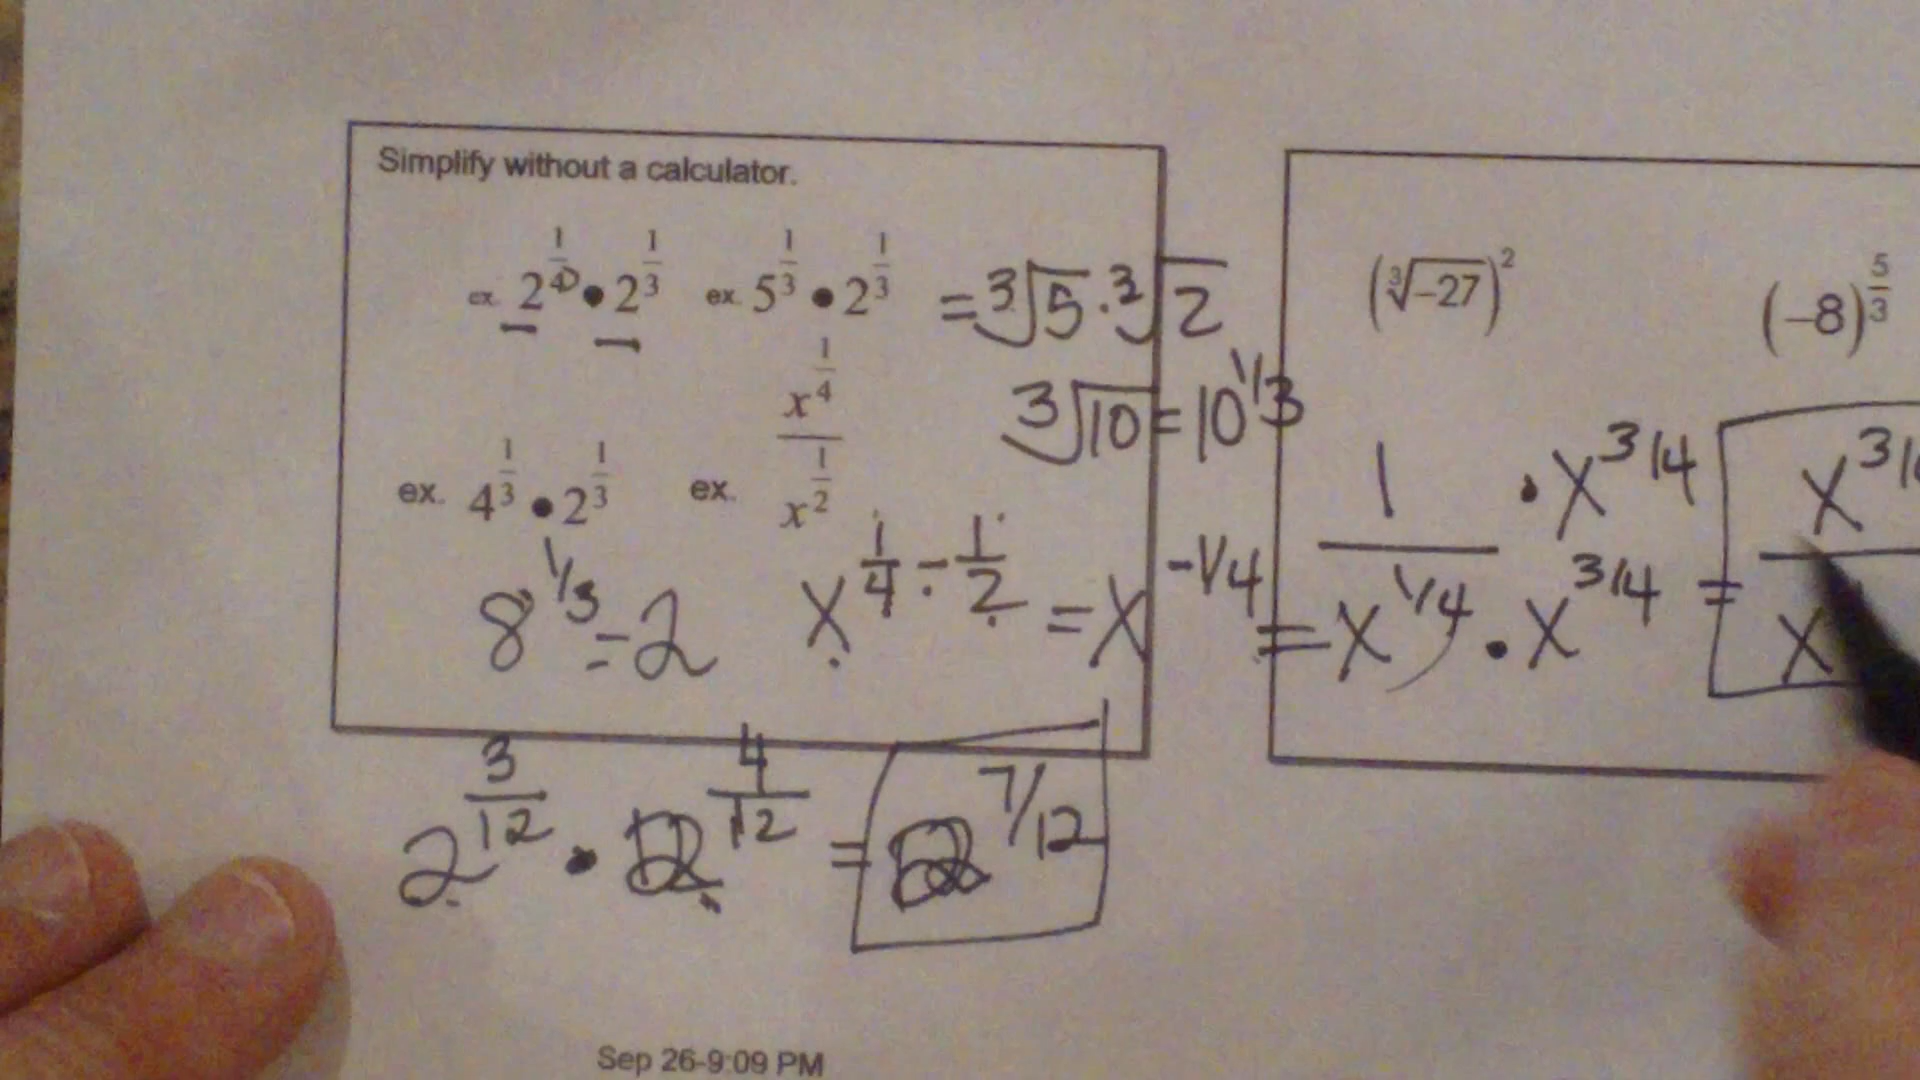 Simplify without a calculator.
ex. 2^{1/4} • 2^{1/3} ex. 5^{1/3} • 2^{1/3} = ∛5 · ∛2
(∛-27)^2
(-8)^{5/3}
∛10 = 10^{1/3}
ex. 4^{1/3} • 2^{1/3} ex. x^{1/4} / x^{1/2}
8^{1/3} = 2
x^{1/4 - 1/2} = x^{-1/4} = 1 / x^{1/4} · x^{3/4} / x^{3/4} = x^{3/4} / x
2^{3/12} • 2^{4/12} = 2^{7/12}
Sep 26-9:09 PM